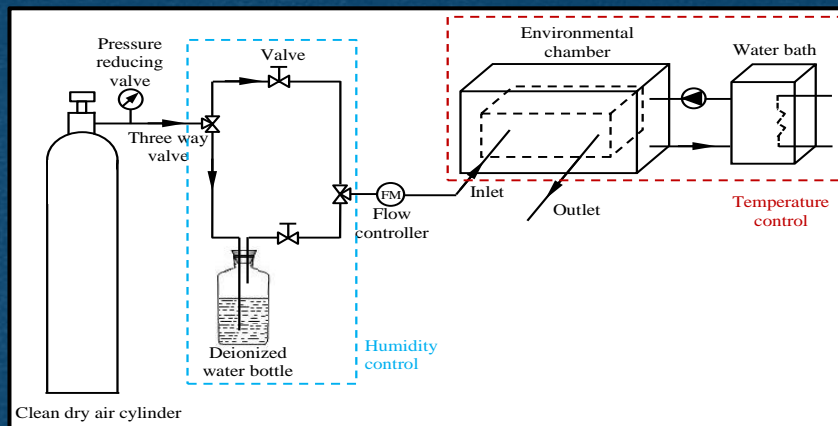 Pressure
reducing
valve
Three way
valve
Valve
Environmental
chamber
Water bath
FM
Flow
controller
Inlet
Outlet
Temperature
control
Deionized
water bottle
Humidity
control
Clean dry air cylinder